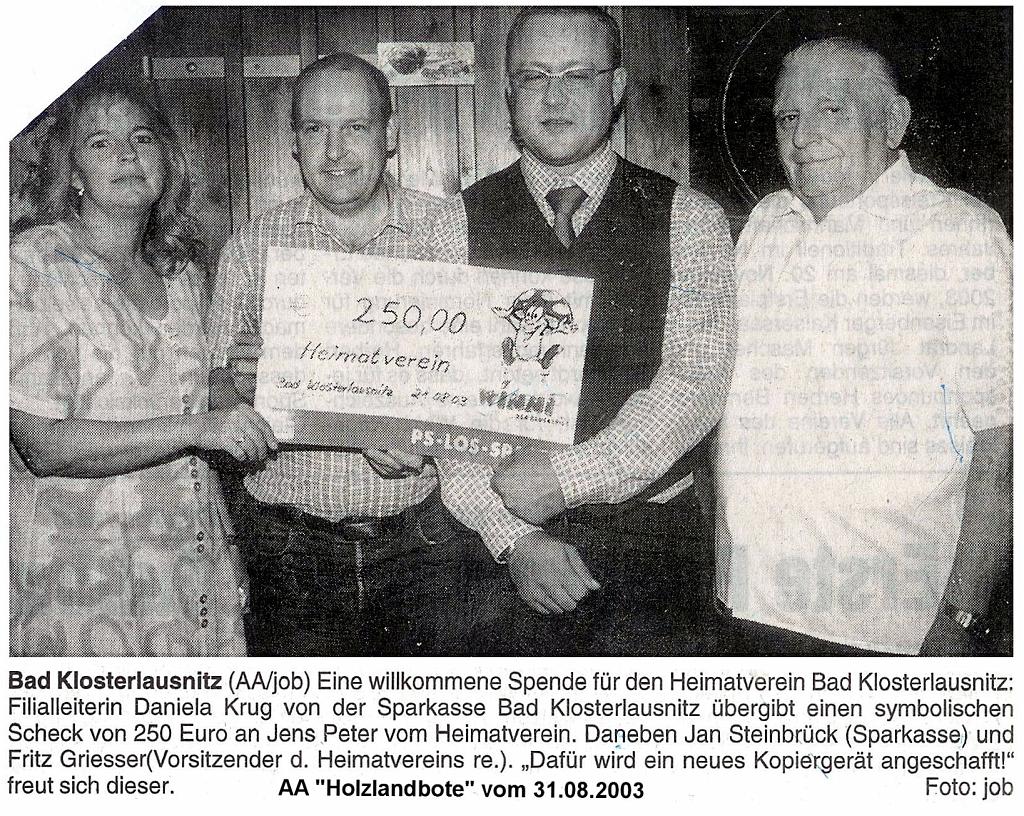 250,00
Heimatverein
Bad Klosterlausnitz 21.08.03
WINNI
PS-LOS-SP
Bad Klosterlausnitz (AA/job) Eine willkommene Spende für den Heimatverein Bad Klosterlausnitz:
Filialleiterin Daniela Krug von der Sparkasse Bad Klosterlausnitz übergibt einen symbolischen
Scheck von 250 Euro an Jens Peter vom Heimatverein. Daneben Jan Steinbrück (Sparkasse) und
Fritz Griesser(Vorsitzender d. Heimatvereins re.). „Dafür wird ein neues Kopiergerät angeschafft!“
freut sich dieser. AA "Holzlandbote" vom 31.08.2003 Foto: job